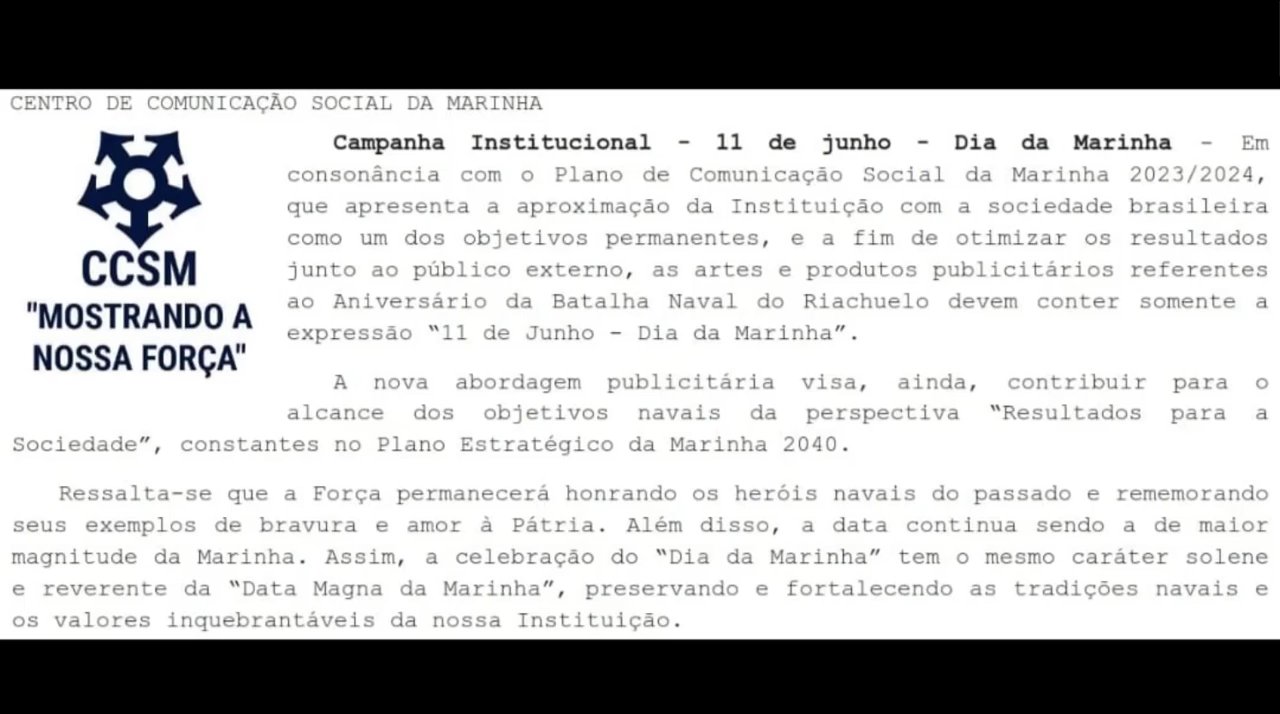 CENTRO DE COMUNICAÇÃO SOCIAL DA MARINHA
CCSM
"MOSTRANDO A
NOSSA FORÇA"
Campanha Institucional - 11 de junho - Dia da Marinha - Em
consonância com o Plano de Comunicação Social da Marinha 2023/2024,
que apresenta a aproximação da Instituição com a sociedade brasileira
como um dos objetivos permanentes, e a fim de otimizar os resultados
junto ao público externo, as artes e produtos publicitários referentes
ao Aniversário da Batalha Naval do Riachuelo devem conter somente a
expressão “11 de Junho - Dia da Marinha”.
A nova abordagem publicitária visa, ainda, contribuir para o
alcance dos objetivos navais da perspectiva “Resultados para a
Sociedade”, constantes no Plano Estratégico da Marinha 2040.
Ressalta-se que a Força permanecerá honrando os heróis navais do passado e rememorando
seus exemplos de bravura e amor à Pátria. Além disso, a data continua sendo a de maior
magnitude da Marinha. Assim, a celebração do “Dia da Marinha” tem o mesmo caráter solene
e reverente da “Data Magna da Marinha”, preservando e fortalecendo as tradições navais e
os valores inquebrantáveis da nossa Instituição.